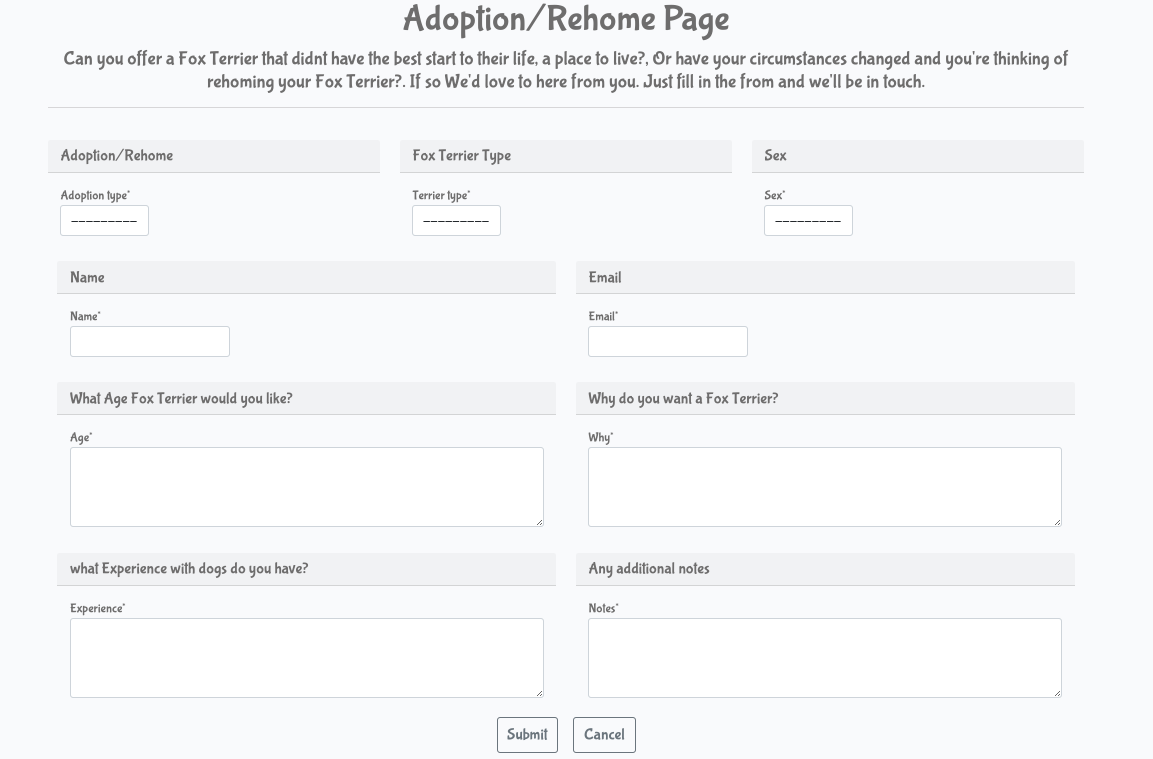 Adoption/Rehome Page
Can you offer a Fox Terrier that didnt have the best start to their life, a place to live?, Or have your circumstances changed and you're thinking of
rehoming your Fox Terrier?. If so We'd love to here from you. Just fill in the from and we'll be in touch.
Adoption/Rehome
Fox Terrier Type
Sex
Adoption type*
Terrier type*
Sex*
---------
---------
---------
Name
Email
Name*
Email*
What Age Fox Terrier would you like?
Why do you want a Fox Terrier?
Age*
Why*
what Experience with dogs do you have?
Any additional notes
Experience*
Notes*
Submit
Cancel